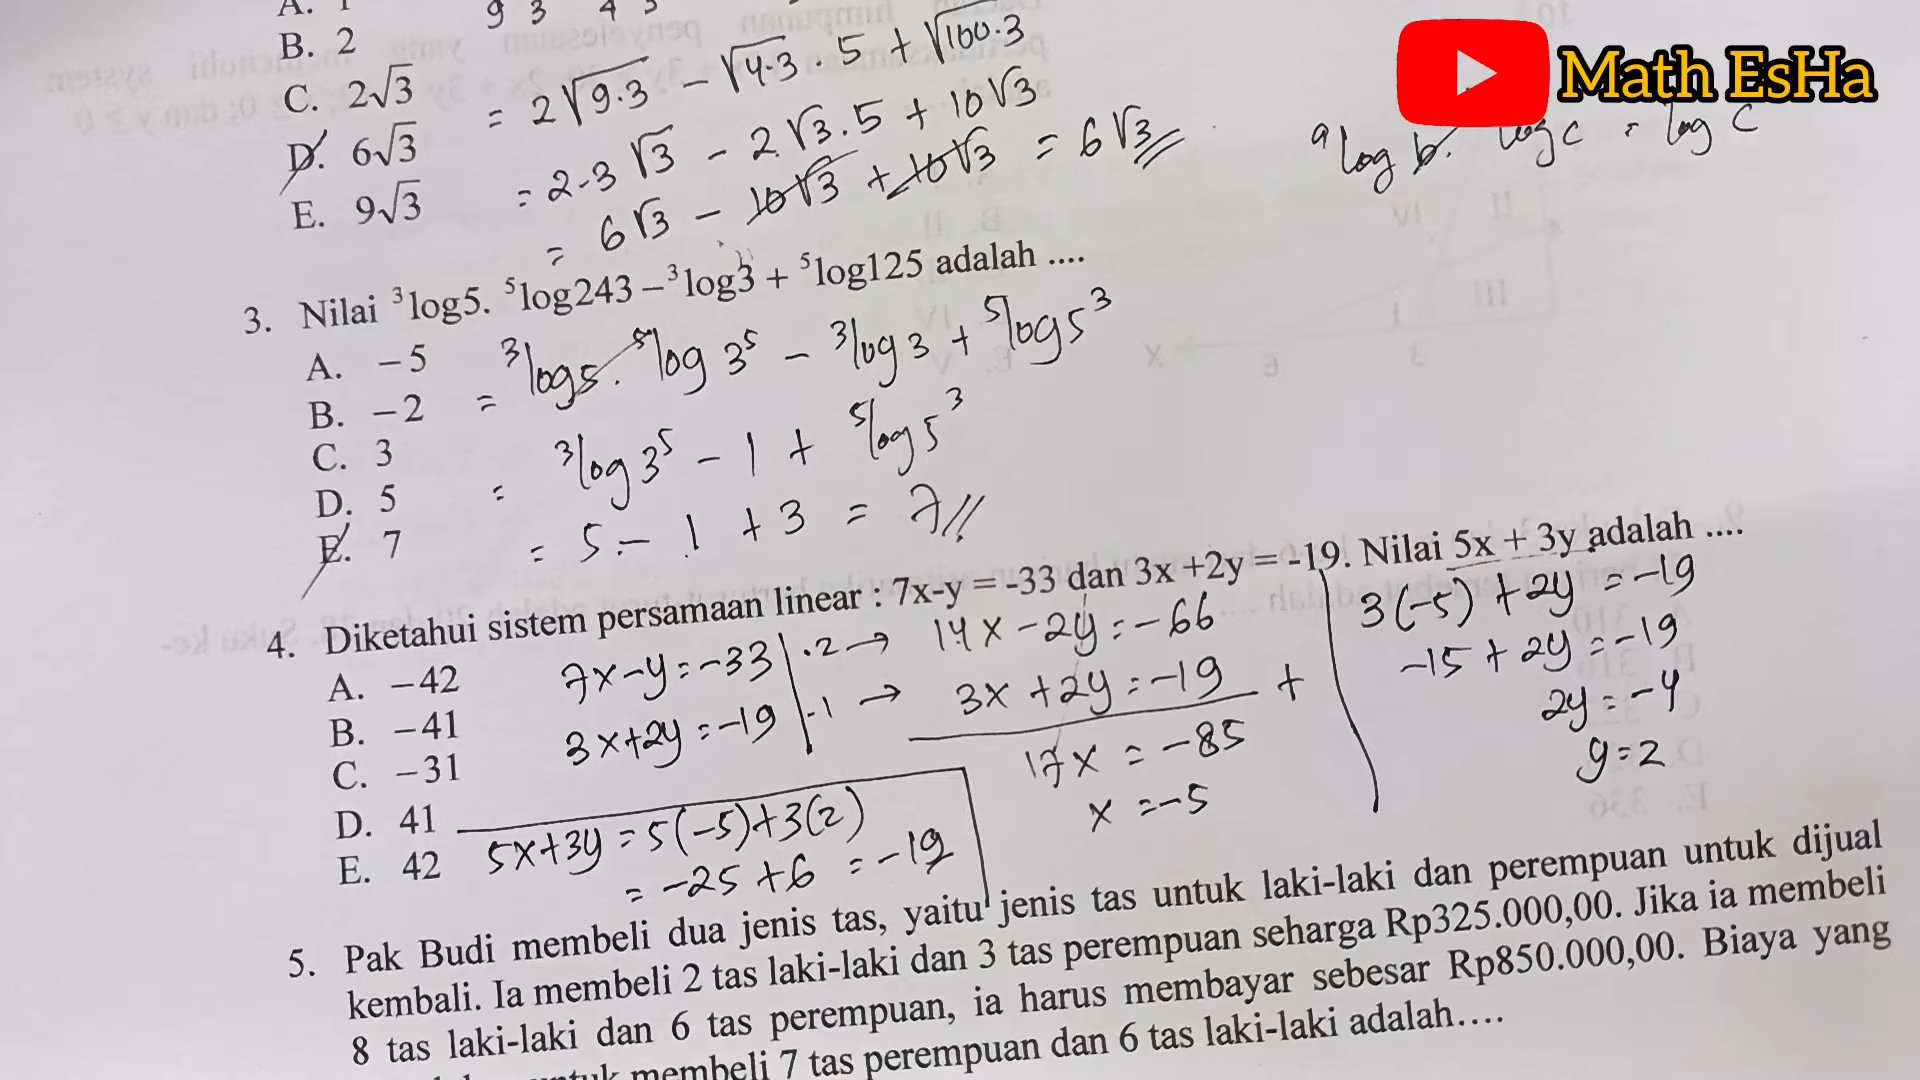 A. 1
B. 2
C. 2√3
D. 6√3
E. 9√3
= 2√9.3 - √4.3 . 5 + √100.3
= 2.3√3 - 2√3.5 + 10√3
= 6√3 - 10√3 + 10√3 = 6√3
Math EsHa
ᵃlog b. log c = log c
3. Nilai ³log5. ⁵log243 – ³log3 + ⁵log125 adalah ....
A. – 5
B. – 2
C. 3
D. 5
E. 7
= ³log5. ⁵log 3⁵ - ³log 3 + ⁵log 5³
= ³log 3⁵ - 1 + ⁵log 5³
= 5 - 1 + 3 = 7
4. Diketahui sistem persamaan linear : 7x-y = -33 dan 3x +2y = -19. Nilai 5x + 3y adalah ....
A. – 42
B. – 41
C. – 31
D. 41
E. 42
7x-y = -33 | .2 → 14x - 2y = -66
3x+2y = -19 | .1 → 3x + 2y = -19 +
17x = -85
x = -5
3(-5) + 2y = -19
-15 + 2y = -19
2y = -4
y = 2
5x+3y = 5(-5)+3(2)
= -25 + 6 = -19
5. Pak Budi membeli dua jenis tas, yaitu jenis tas untuk laki-laki dan perempuan untuk dijual
kembali. Ia membeli 2 tas laki-laki dan 3 tas perempuan seharga Rp325.000,00. Jika ia membeli
8 tas laki-laki dan 6 tas perempuan, ia harus membayar sebesar Rp850.000,00. Biaya yang
untuk membeli 7 tas perempuan dan 6 tas laki-laki adalah....